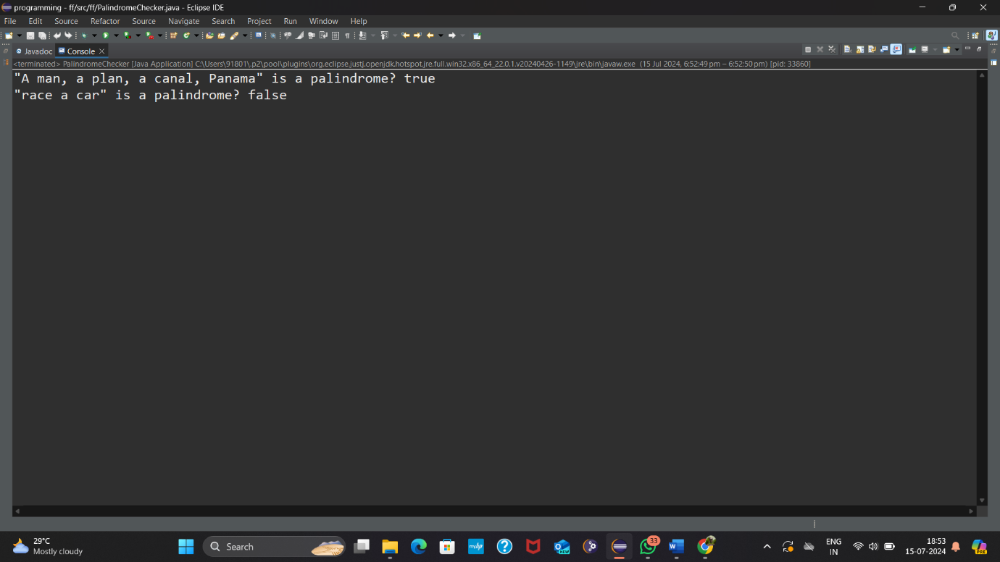 programming - ff/src/ff/PalindromeChecker.java - Eclipse IDE
File Edit Source Refactor Source Navigate Search Project Run Window Help
Javadoc Console
<terminated> PalindromeChecker [Java Application] C:\Users\91801\.p2\pool\plugins\org.eclipse.justj.openjdk.hotspot.jre.full.win32.x86_64_22.0.1.v20240426-1149\jre\bin\javaw.exe (15 Jul 2024, 6:52:49 pm – 6:52:50 pm) [pid: 33860]
"A man, a plan, a canal, Panama" is a palindrome? true
"race a car" is a palindrome? false
29°C
Mostly cloudy
Search
myhp
NEW
33
W
ENG
IN
18:53
15-07-2024
PRE